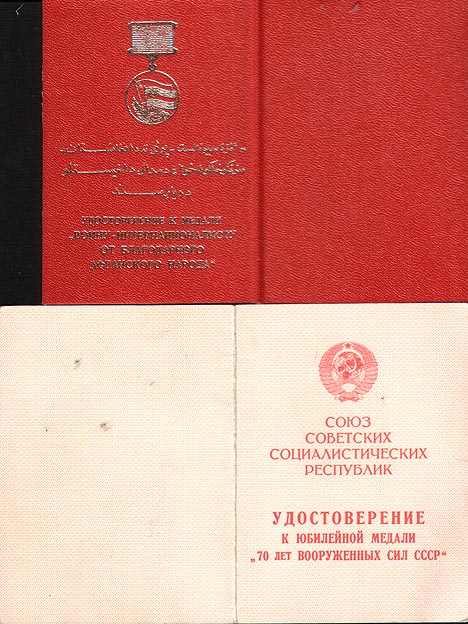 УДОСТОВЕРЕНИЕ К МЕДАЛИ
„ВОИНУ-ИНТЕРНАЦИОНАЛИСТУ
ОТ БЛАГОДАРНОГО
АФГАНСКОГО НАРОДА“
СОЮЗ
СОВЕТСКИХ
СОЦИАЛИСТИЧЕСКИХ
РЕСПУБЛИК
УДОСТОВЕРЕНИЕ
К ЮБИЛЕЙНОЙ МЕДАЛИ
„70 ЛЕТ ВООРУЖЕННЫХ СИЛ СССР“